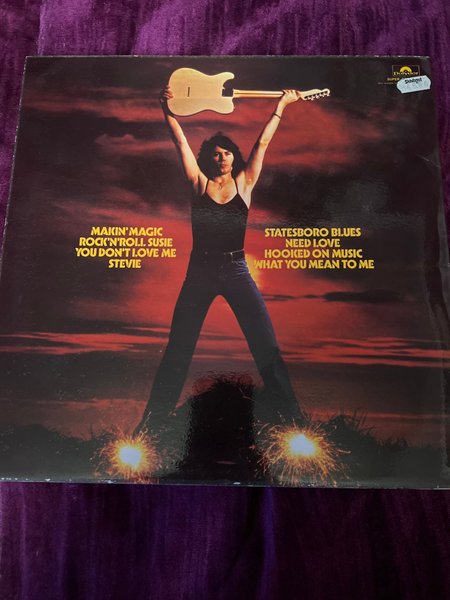 Polydor
SUPER
MAKIN' MAGIC
ROCK'N'ROLL SUSIE
YOU DON'T LOVE ME
STEVIE
STATESBORO BLUES
NEED LOVE
HOOKED ON MUSIC
WHAT YOU MEAN TO ME